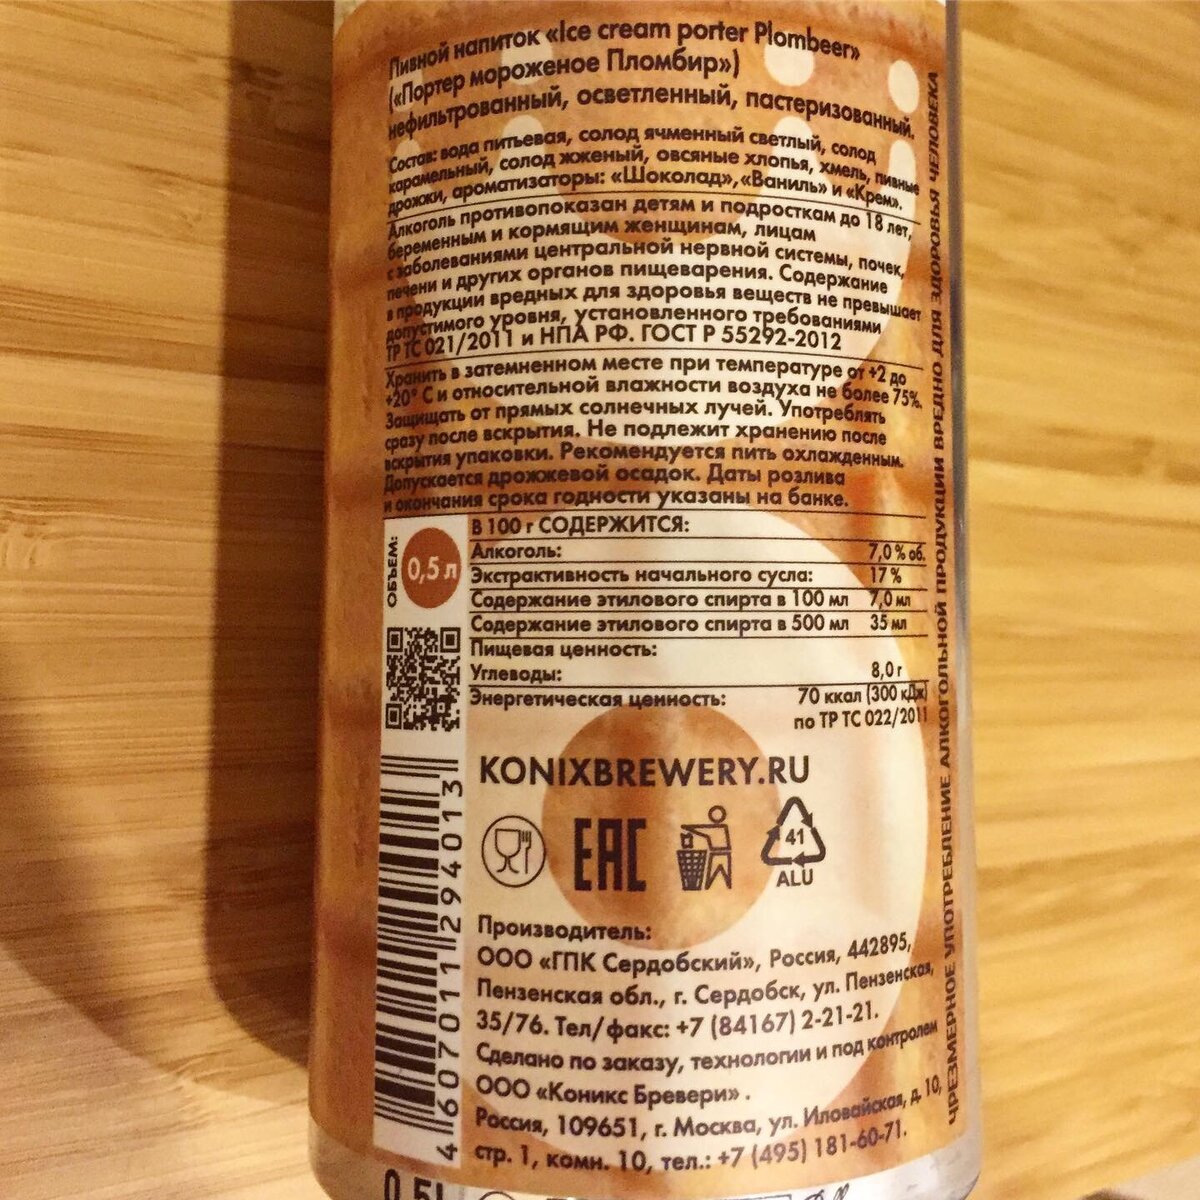 Пивной напиток «Ice cream porter Plombeer»
(«Портер мороженое Пломбир»)
нефильтрованный, осветленный, пастеризованный.
Состав: вода питьевая, солод ячменный светлый, солод
карамельный, солод жженый, овсяные хлопья, хмель, пивные
дрожжи, ароматизаторы: «Шоколад», «Ваниль» и «Крем».
Алкоголь противопоказан детям и подросткам до 18 лет,
беременным и кормящим женщинам, лицам
с заболеваниями центральной нервной системы, почек,
печени и других органов пищеварения. Содержание
в продукции вредных для здоровья веществ не превышает
допустимого уровня, установленного требованиями
ТР ТС 021/2011 и НПА РФ. ГОСТ Р 55292-2012
Хранить в затемненном месте при температуре от +2 до
+20° С и относительной влажности воздуха не более 75%.
Защищать от прямых солнечных лучей. Употреблять
сразу после вскрытия. Не подлежит хранению после
вскрытия упаковки. Рекомендуется пить охлажденным.
Допускается дрожжевой осадок. Даты розлива
и окончания срока годности указаны на банке.
ОБЪЕМ:
0,5 л
В 100 г СОДЕРЖИТСЯ:
Алкоголь: 7,0 % об.
Экстрактивность начального сусла: 17 %
Содержание этилового спирта в 100 мл 7,0 мл
Содержание этилового спирта в 500 мл 35 мл
Пищевая ценность:
Углеводы: 8,0 г
Энергетическая ценность: 70 ккал (300 кДж)
по ТР ТС 022/2011
KONIXBREWERY.RU
EAC
41
ALU
4 607011 294013
Производитель:
ООО «ГПК Сердобский», Россия, 442895,
Пензенская обл., г. Сердобск, ул. Пензенская,
35/76. Тел/факс: +7 (84167) 2-21-21.
Сделано по заказу, технологии и под контролем
ООО «Коникс Бревери» .
Россия, 109651, г. Москва, ул. Иловайская, д. 10,
стр. 1, комн. 10, тел.: +7 (495) 181-60-71.
ЧРЕЗМЕРНОЕ УПОТРЕБЛЕНИЕ АЛКОГОЛЬНОЙ ПРОДУКЦИИ ВРЕДНО ДЛЯ ЗДОРОВЬЯ ЧЕЛОВЕКА